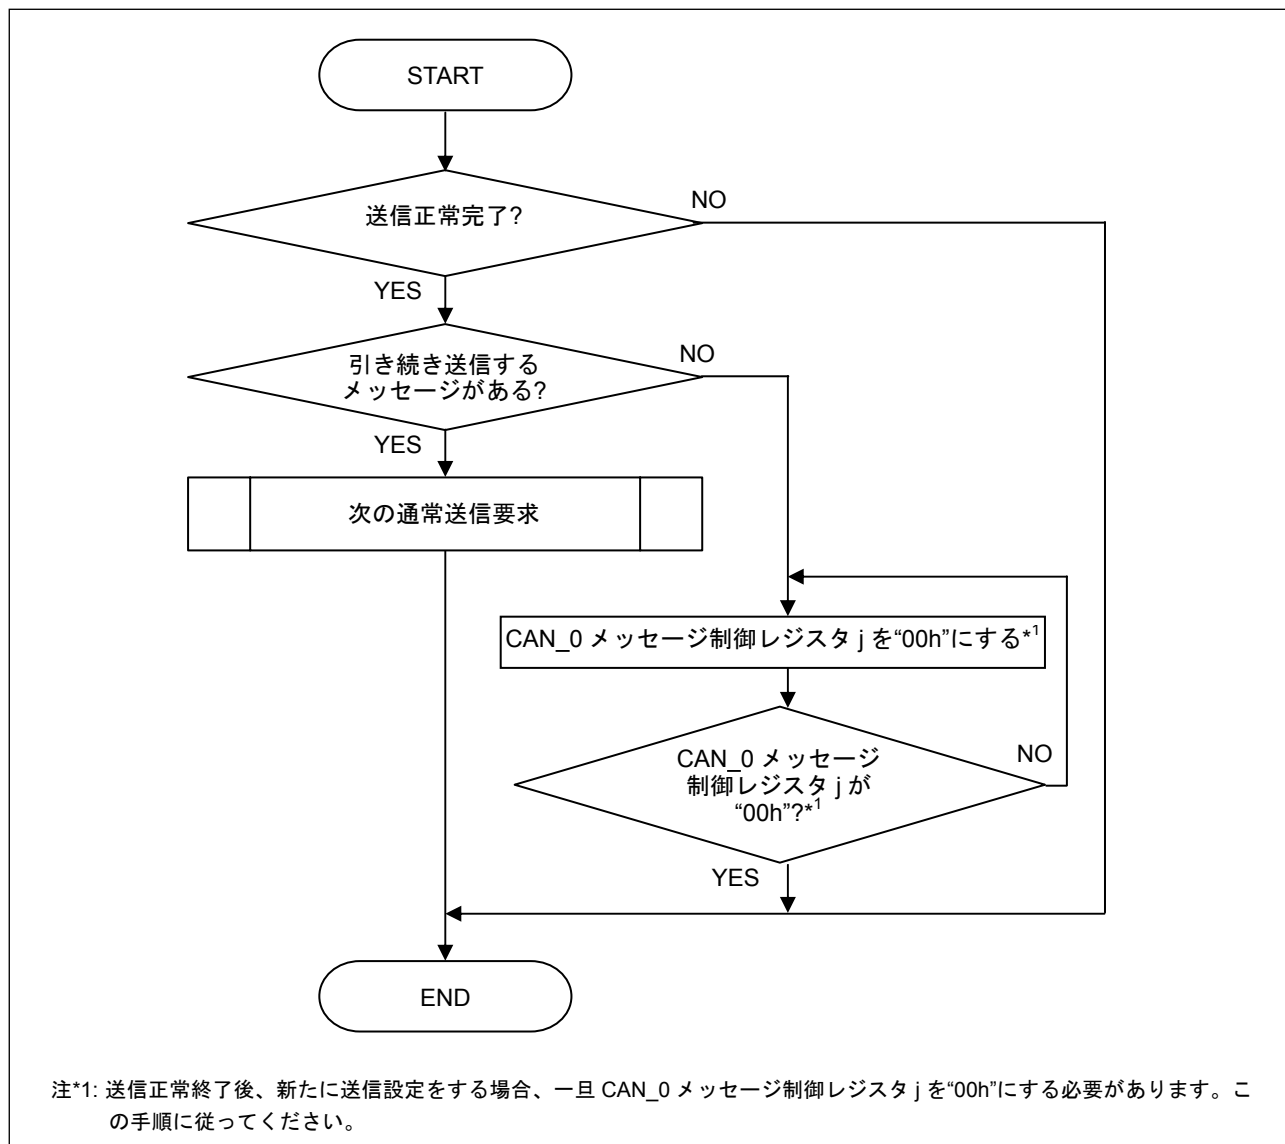 START
送信正常完了?
NO
YES
引き続き送信する
メッセージがある?
NO
YES
次の通常送信要求
CAN_0 メッセージ制御レジスタ j を“00h”にする*1
CAN_0 メッセージ
制御レジスタ j が
“00h”?*1
NO
YES
END
注*1: 送信正常終了後、新たに送信設定をする場合、一旦 CAN_0 メッセージ制御レジスタ j を“00h”にする必要があります。こ
の手順に従ってください。